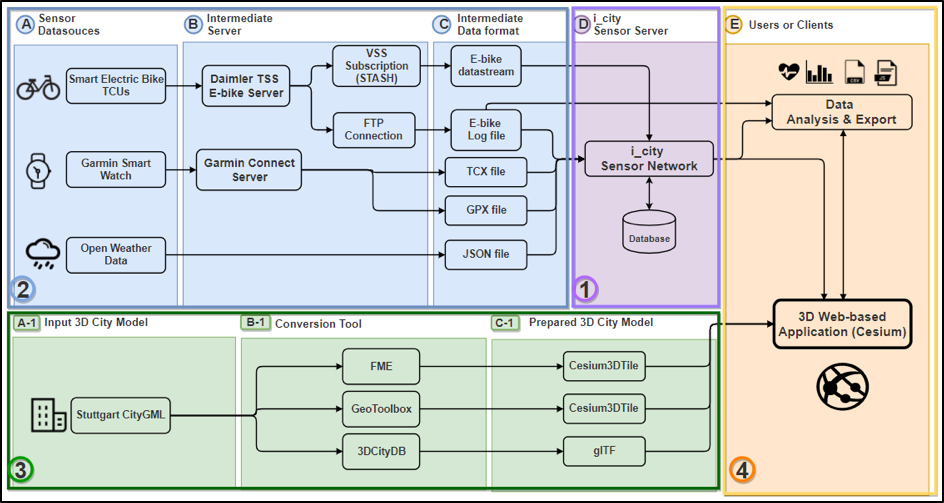 A
Sensor
Datasouces
B
Intermediate
Server
C
Intermediate
Data format
D
i_city
Sensor Server
E
Users or Clients
Smart Electric Bike
TCUs
Daimler TSS
E-bike Server
VSS
Subscription
(STASH)
E-bike
datastream
FTP
Connection
E-bike
Log file
Garmin Smart
Watch
Garmin Connect
Server
TCX file
GPX file
Open Weather
Data
JSON file
i_city
Sensor Network
Database
CSV
JS
Data
Analysis & Export
3D Web-based
Application (Cesium)
2
1
A-1
Input 3D City Model
B-1
Conversion Tool
C-1
Prepared 3D City Model
Stuttgart CityGML
FME
Cesium3DTile
GeoToolbox
Cesium3DTile
3DCityDB
glTF
3
4